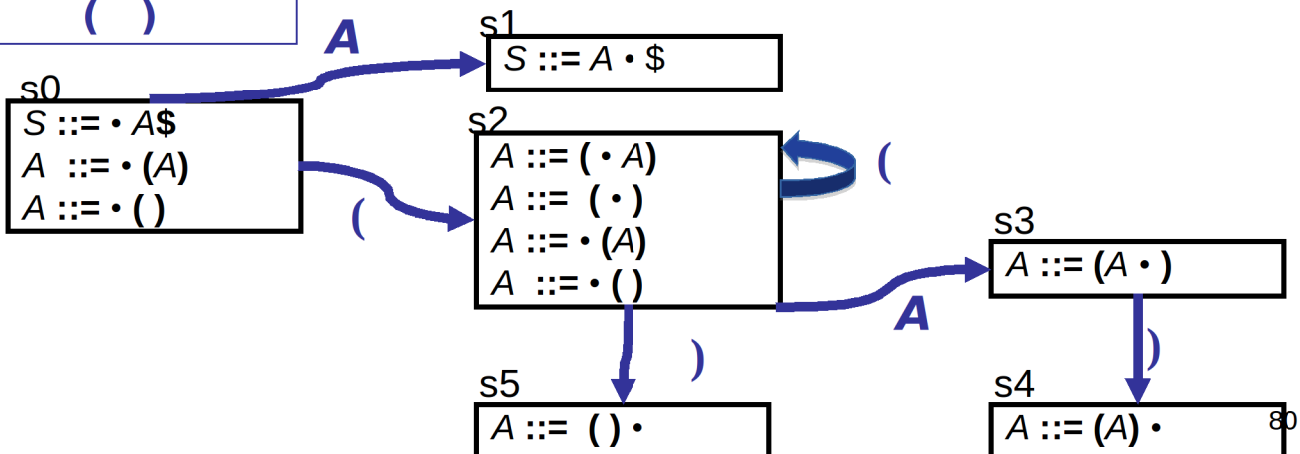 ( )
A
s1
S ::= A • $
s0
S ::= • A$
A ::= • (A)
A ::= • ( )
(
s2
A ::= ( • A)
A ::= ( • )
A ::= • (A)
A ::= • ( )
(
A
s3
A ::= (A • )
)
)
s5
A ::= ( ) •
s4
A ::= (A) •
80